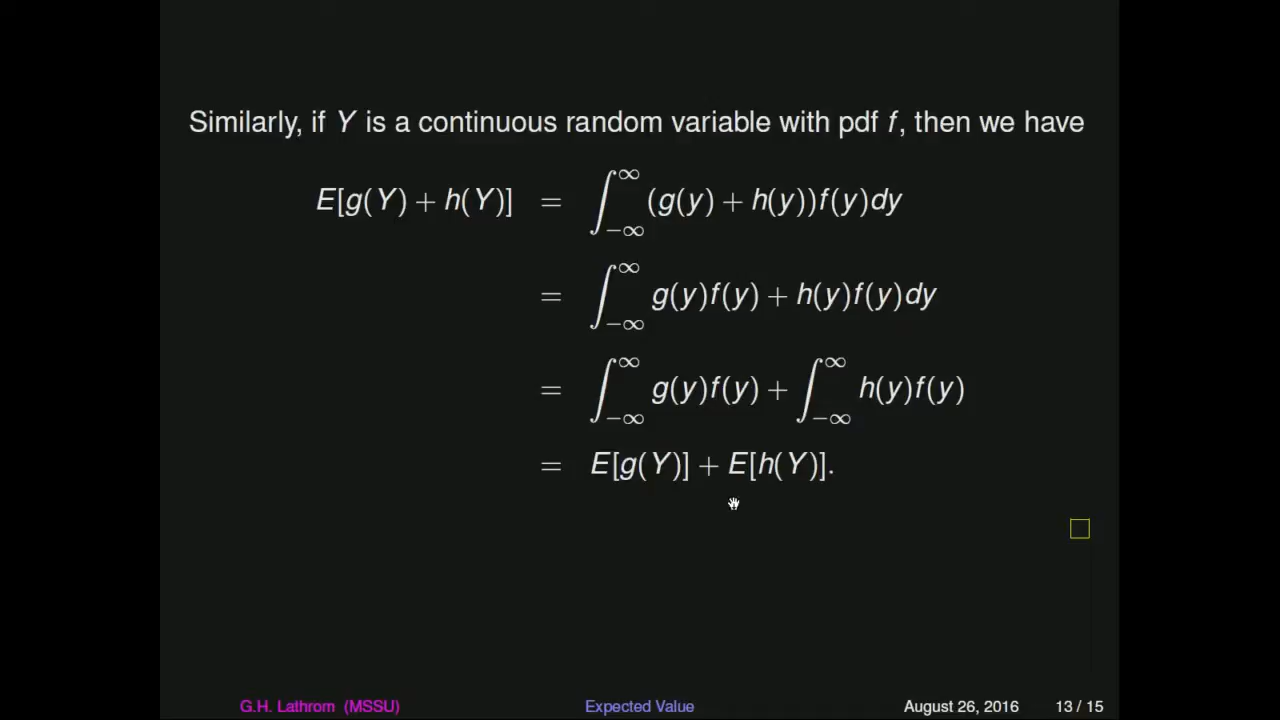 Similarly, if Y is a continuous random variable with pdf f, then we have
E[g(Y) + h(Y)] = ∫_{−∞}^{∞} (g(y) + h(y))f(y)dy
= ∫_{−∞}^{∞} g(y)f(y) + h(y)f(y)dy
= ∫_{−∞}^{∞} g(y)f(y) + ∫_{−∞}^{∞} h(y)f(y)
= E[g(Y)] + E[h(Y)].
□
G.H. Lathrom (MSSU) Expected Value August 26, 2016 13 / 15